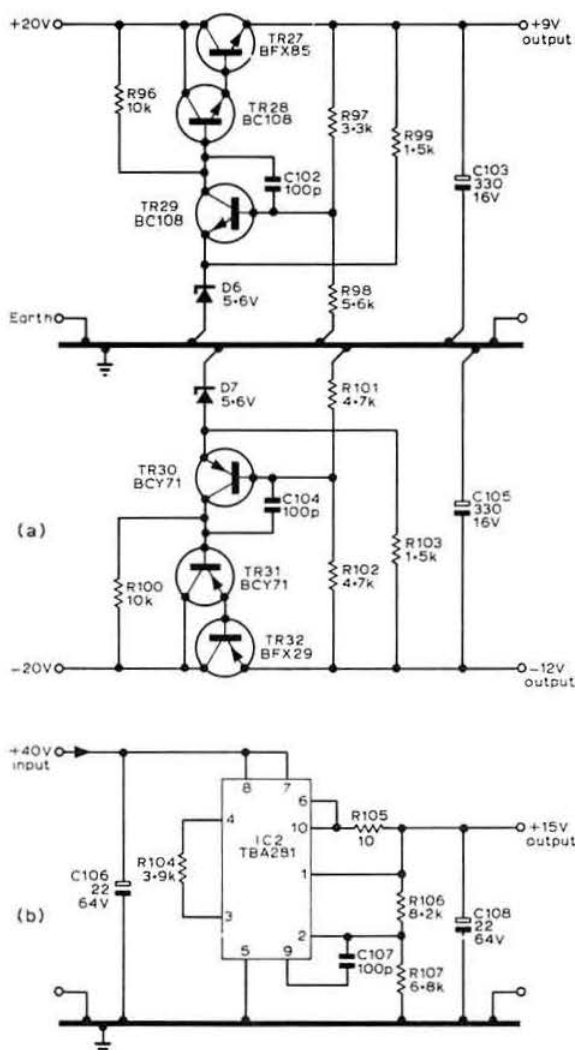 +20V
TR27
BFX85
+9V
output
R96
10k
TR28
BC108
R97
3·3k
R99
1·5k
C102
100p
TR29
BC108
C103
330
16V
D6
5·6V
R98
5·6k
Earth
D7
5·6V
R101
4·7k
TR30
BCY71
C104
100p
C105
330
16V
(a)
R102
4·7k
R103
1·5k
R100
10k
TR31
BCY71
TR32
BFX29
-20V
-12V
output
+40V
input
8
7
6
4
10
R105
10
+15V
output
IC2
TBA281
R104
3·9k
1
R106
8·2k
C106
22
64V
C108
22
64V
(b)
3
2
5
9
C107
100p
R107
6·8k